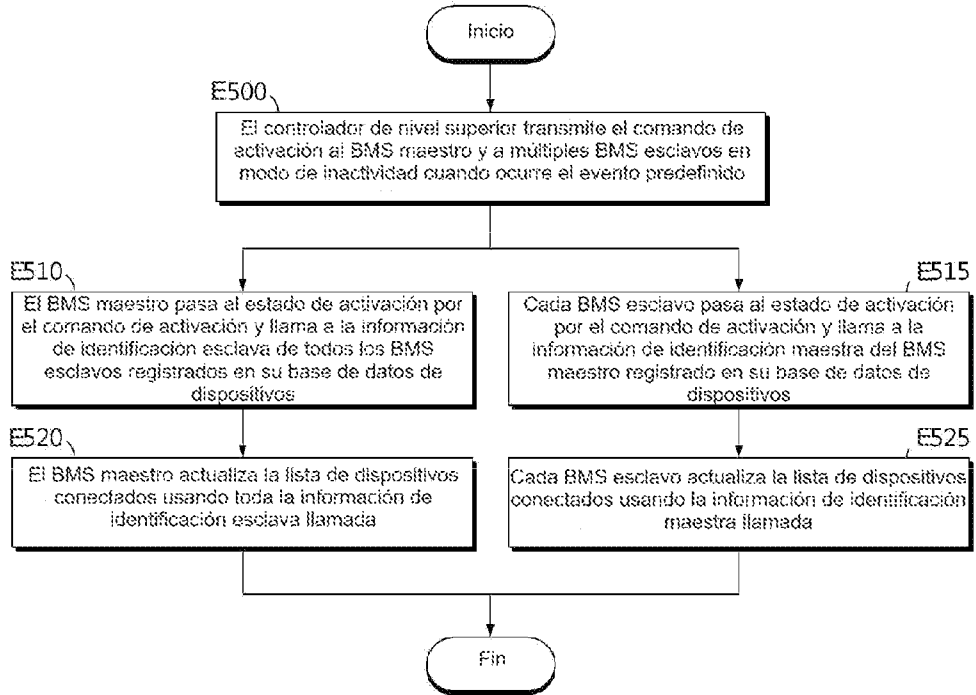 Inicio
E500
El controlador de nivel superior transmite el comando de
activación al BMS maestro y a múltiples BMS esclavos en
modo de inactividad cuando ocurre el evento predefinido
E510
El BMS maestro pasa al estado de activación por
el comando de activación y llama a la información
de identificación esclava de todos los BMS
esclavos registrados en su base de datos de
dispositivos
E515
Cada BMS esclavo pasa al estado de activación
por el comando de activación y llama a la
información de identificación maestra del BMS
maestro registrado en su base de datos de
dispositivos
E520
El BMS maestro actualiza la lista de dispositivos
conectados usando toda la información de
identificación esclava llamada
E525
Cada BMS esclavo actualiza la lista de dispositivos
conectados usando la información de identificación
maestra llamada
Fin